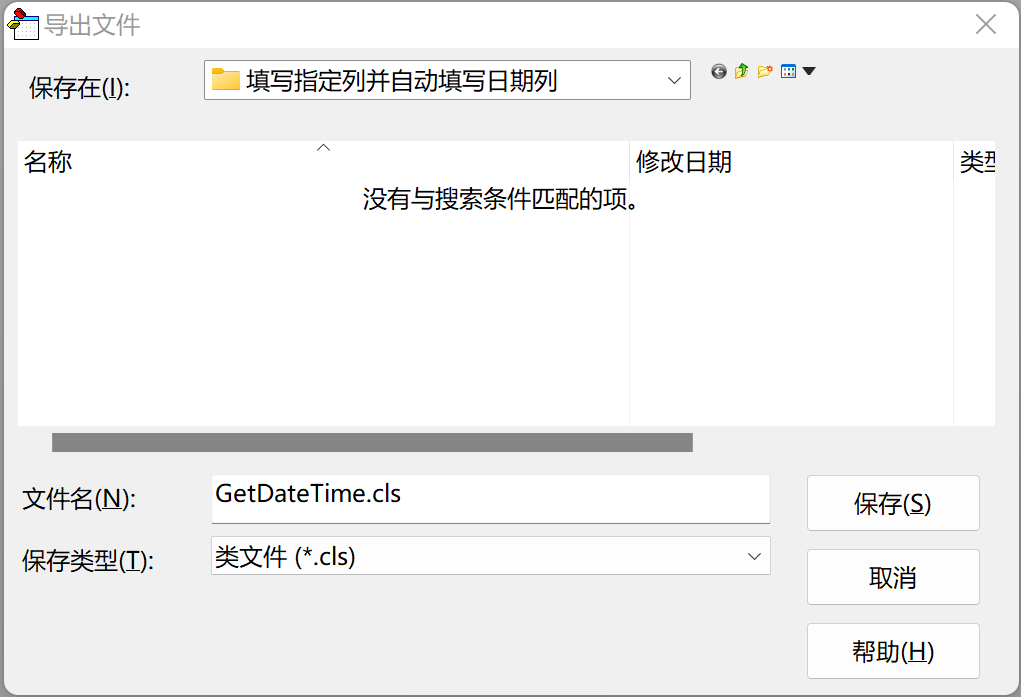 导出文件
保存在(I):
填写指定列并自动填写日期列
名称
修改日期
类型
没有与搜索条件匹配的项。
文件名(N):
GetDateTime.cls
保存(S)
保存类型(T):
类文件 (*.cls)
取消
帮助(H)